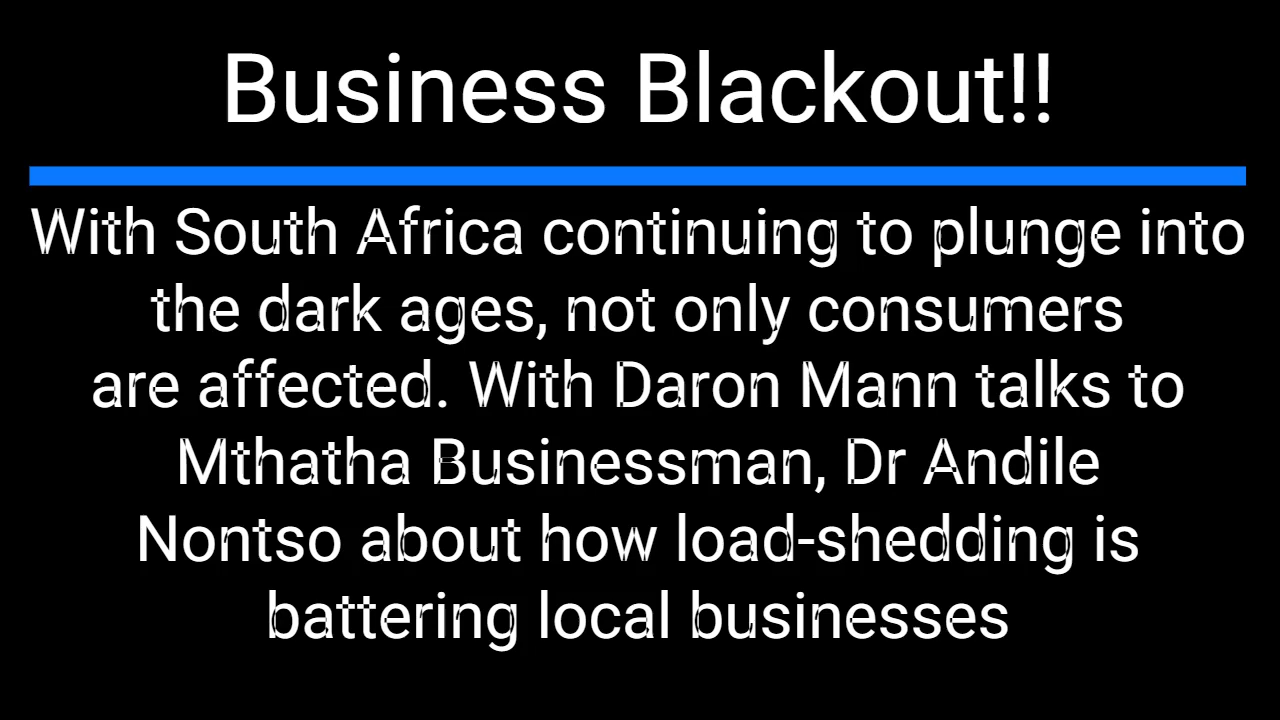 Business Blackout!!
With South Africa continuing to plunge into
the dark ages, not only consumers
are affected. With Daron Mann talks to
Mthatha Businessman, Dr Andile
Nontso about how load-shedding is
battering local businesses